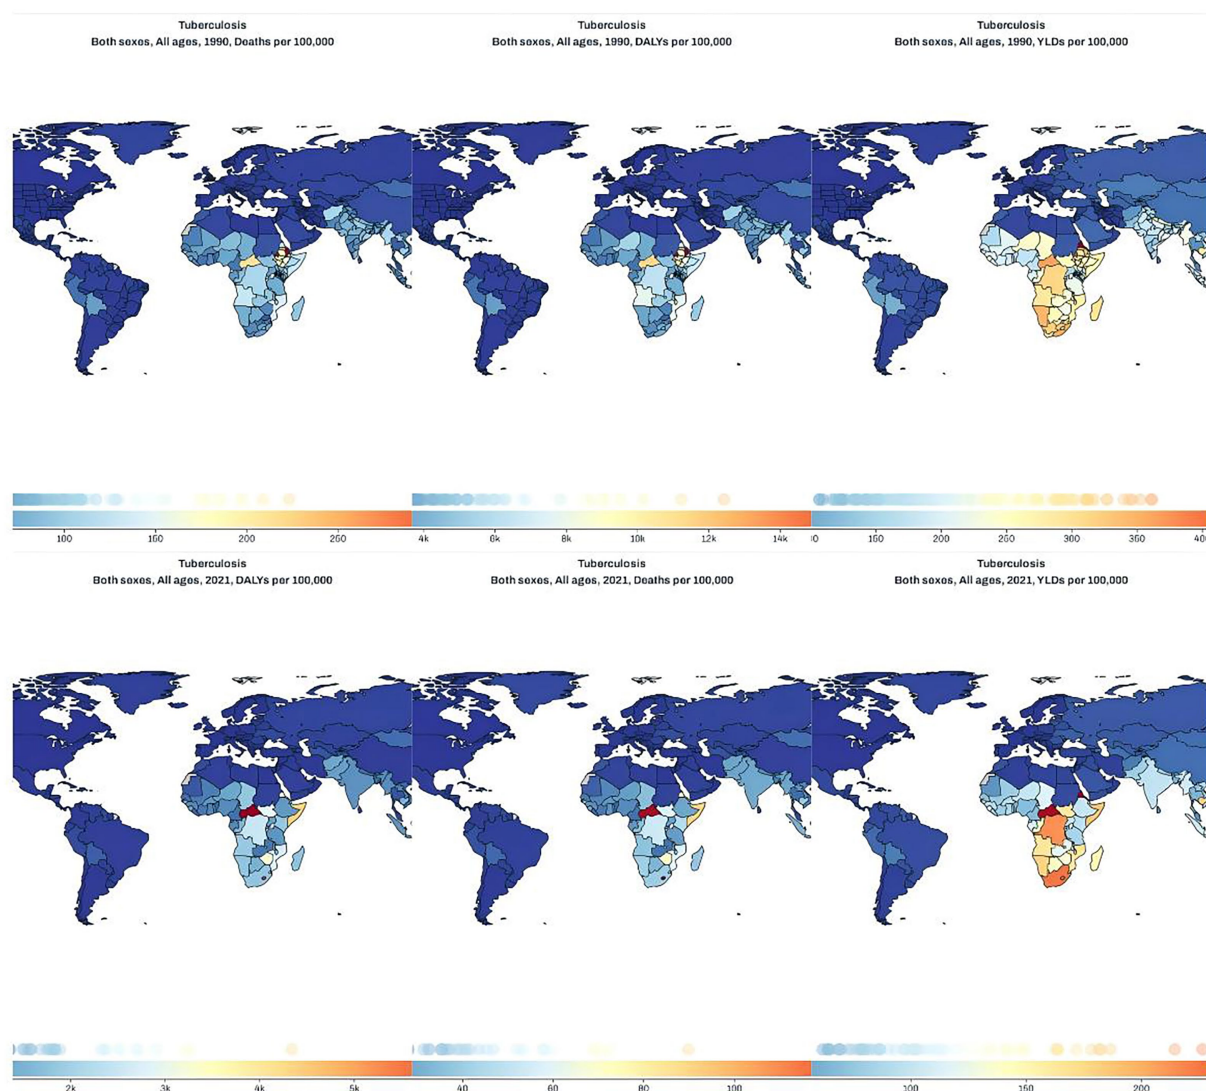 Tuberculosis
Both sexes, All ages, 1990, Deaths per 100,000
Tuberculosis
Both sexes, All ages, 1990, DALYs per 100,000
Tuberculosis
Both sexes, All ages, 1990, YLDs per 100,000
100 150 200 250
4k 6k 8k 10k 12k 14k
00 150 200 250 300 350 40
Tuberculosis
Both sexes, All ages, 2021, DALYs per 100,000
Tuberculosis
Both sexes, All ages, 2021, Deaths per 100,000
Tuberculosis
Both sexes, All ages, 2021, YLDs per 100,000
2k 3k 4k 5k
40 60 80 100
100 150 200